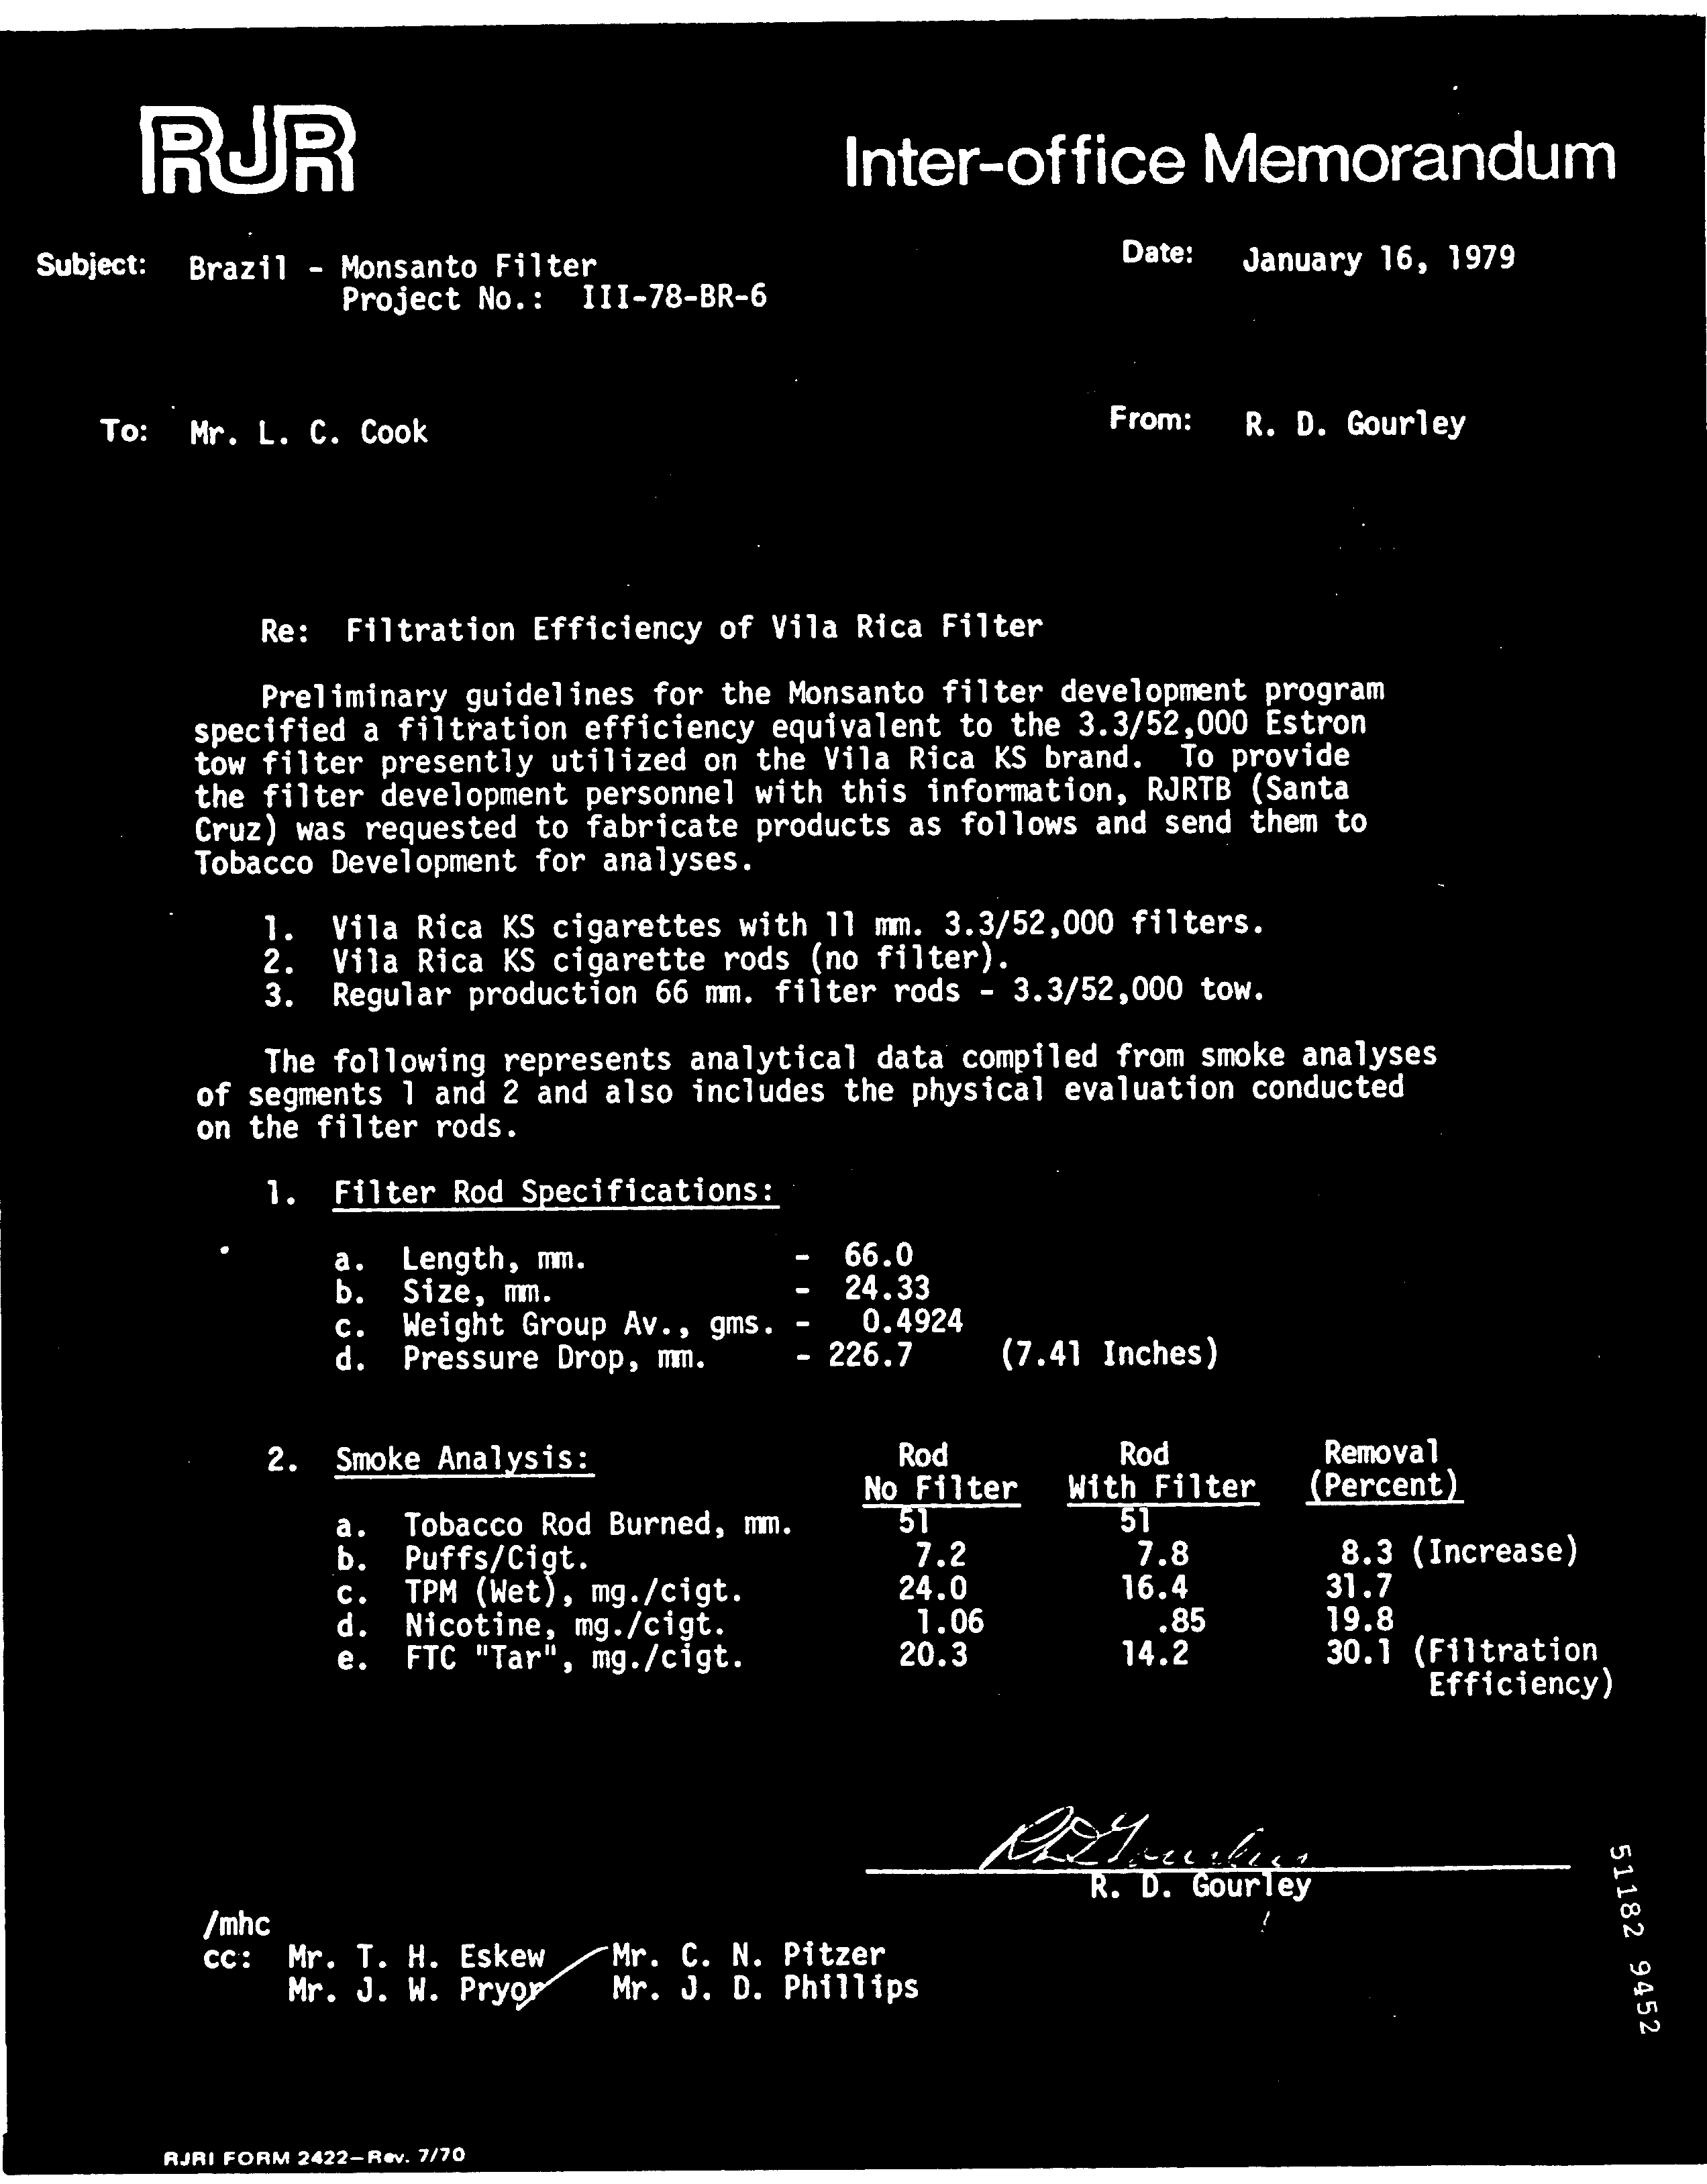 RJR
Inter-office Memorandum
Subject: Brazil - Monsanto Filter
Project No.: III-78-BR-6
Date: January 16, 1979
To: Mr. L. C. Cook
From: R. D. Gourley
Re: Filtration Efficiency of Vila Rica Filter
Preliminary guidelines for the Monsanto filter development program
specified a filtration efficiency equivalent to the 3.3/52,000 Estron
tow filter presently utilized on the Vila Rica KS brand. To provide
the filter development personnel with this information, RJRTB (Santa
Cruz) was requested to fabricate products as follows and send them to
Tobacco Development for analyses.
1. Vila Rica KS cigarettes with 11 mm. 3.3/52,000 filters.
2. Vila Rica KS cigarette rods (no filter).
3. Regular production 66 mm. filter rods - 3.3/52,000 tow.
The following represents analytical data compiled from smoke analyses
of segments 1 and 2 and also includes the physical evaluation conducted
on the filter rods.
1. Filter Rod Specifications:
a. Length, mm. - 66.0
b. Size, mm. - 24.33
c. Weight Group Av., gms. - 0.4924
d. Pressure Drop, mm. - 226.7 (7.41 Inches)
2. Smoke Analysis: Rod Rod Removal
No Filter With Filter (Percent)
a. Tobacco Rod Burned, mm. 51 51
b. Puffs/Cigt. 7.2 7.8 8.3 (Increase)
c. TPM (Wet), mg./cigt. 24.0 16.4 31.7
d. Nicotine, mg./cigt. 1.06 .85 19.8
e. FTC "Tar", mg./cigt. 20.3 14.2 30.1 (Filtration
Efficiency)
RD Gourley
R. D. Gourley
/mhc
cc: Mr. T. H. Eskew Mr. C. N. Pitzer
Mr. J. W. Pryor Mr. J. D. Phillips
51182 9452
RJRI FORM 2422-Rev. 7/70